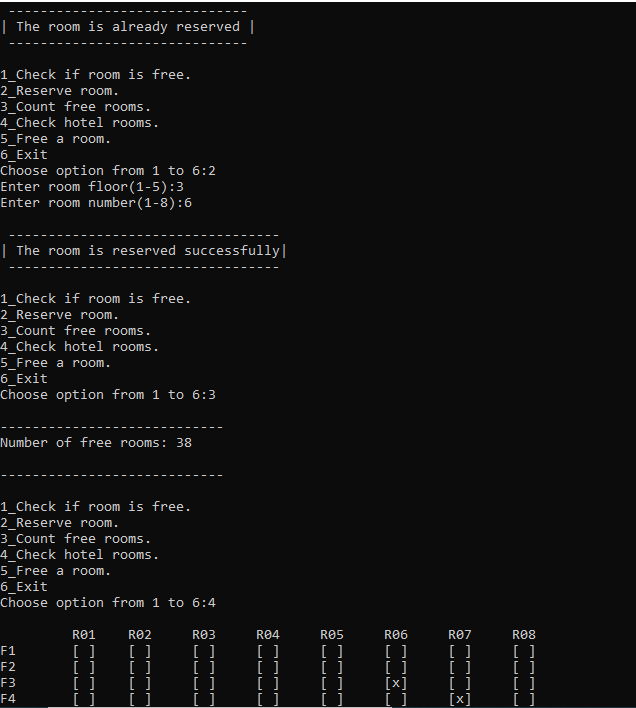 ------------------------------
| The room is already reserved |
 ------------------------------
1_Check if room is free.
2_Reserve room.
3_Count free rooms.
4_Check hotel rooms.
5_Free a room.
6_Exit
Choose option from 1 to 6:2
Enter room floor(1-5):3
Enter room number(1-8):6
 ----------------------------------
| The room is reserved successfully|
 ----------------------------------
1_Check if room is free.
2_Reserve room.
3_Count free rooms.
4_Check hotel rooms.
5_Free a room.
6_Exit
Choose option from 1 to 6:3
----------------------------
Number of free rooms: 38
----------------------------
1_Check if room is free.
2_Reserve room.
3_Count free rooms.
4_Check hotel rooms.
5_Free a room.
6_Exit
Choose option from 1 to 6:4
         R01    R02     R03     R04     R05     R06     R07     R08
F1       [ ]    [ ]     [ ]     [ ]     [ ]     [ ]     [ ]     [ ]
F2       [ ]    [ ]     [ ]     [ ]     [ ]     [ ]     [ ]     [ ]
F3       [ ]    [ ]     [ ]     [ ]     [ ]     [x]     [ ]     [ ]
F4       [ ]    [ ]     [ ]     [ ]     [ ]     [ ]     [x]     [ ]